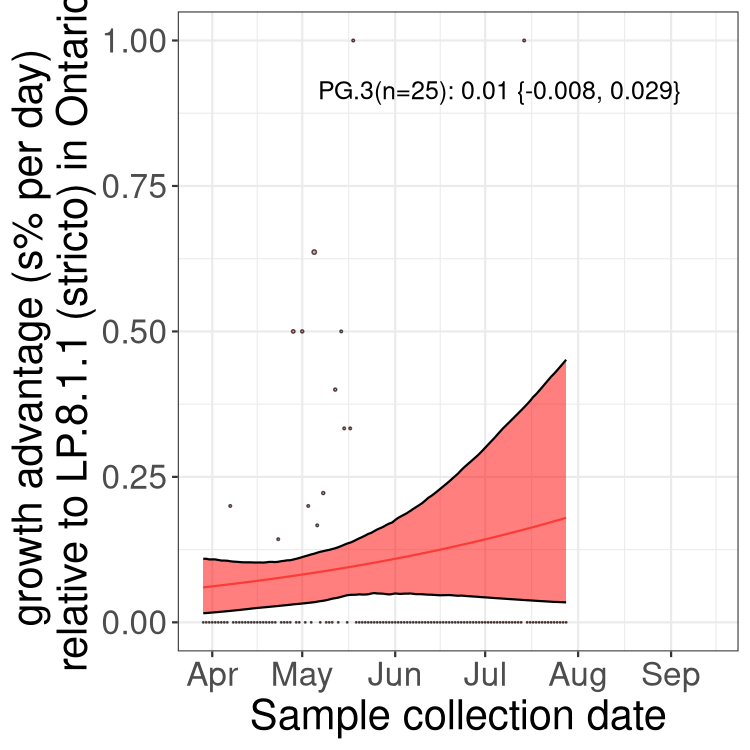 growth advantage (s% per day)
relative to LP.8.1.1 (stricto) in Ontario
1.00
0.75
0.50
0.25
0.00
PG.3(n=25): 0.01 {-0.008, 0.029}
Apr May Jun Jul Aug Sep
Sample collection date